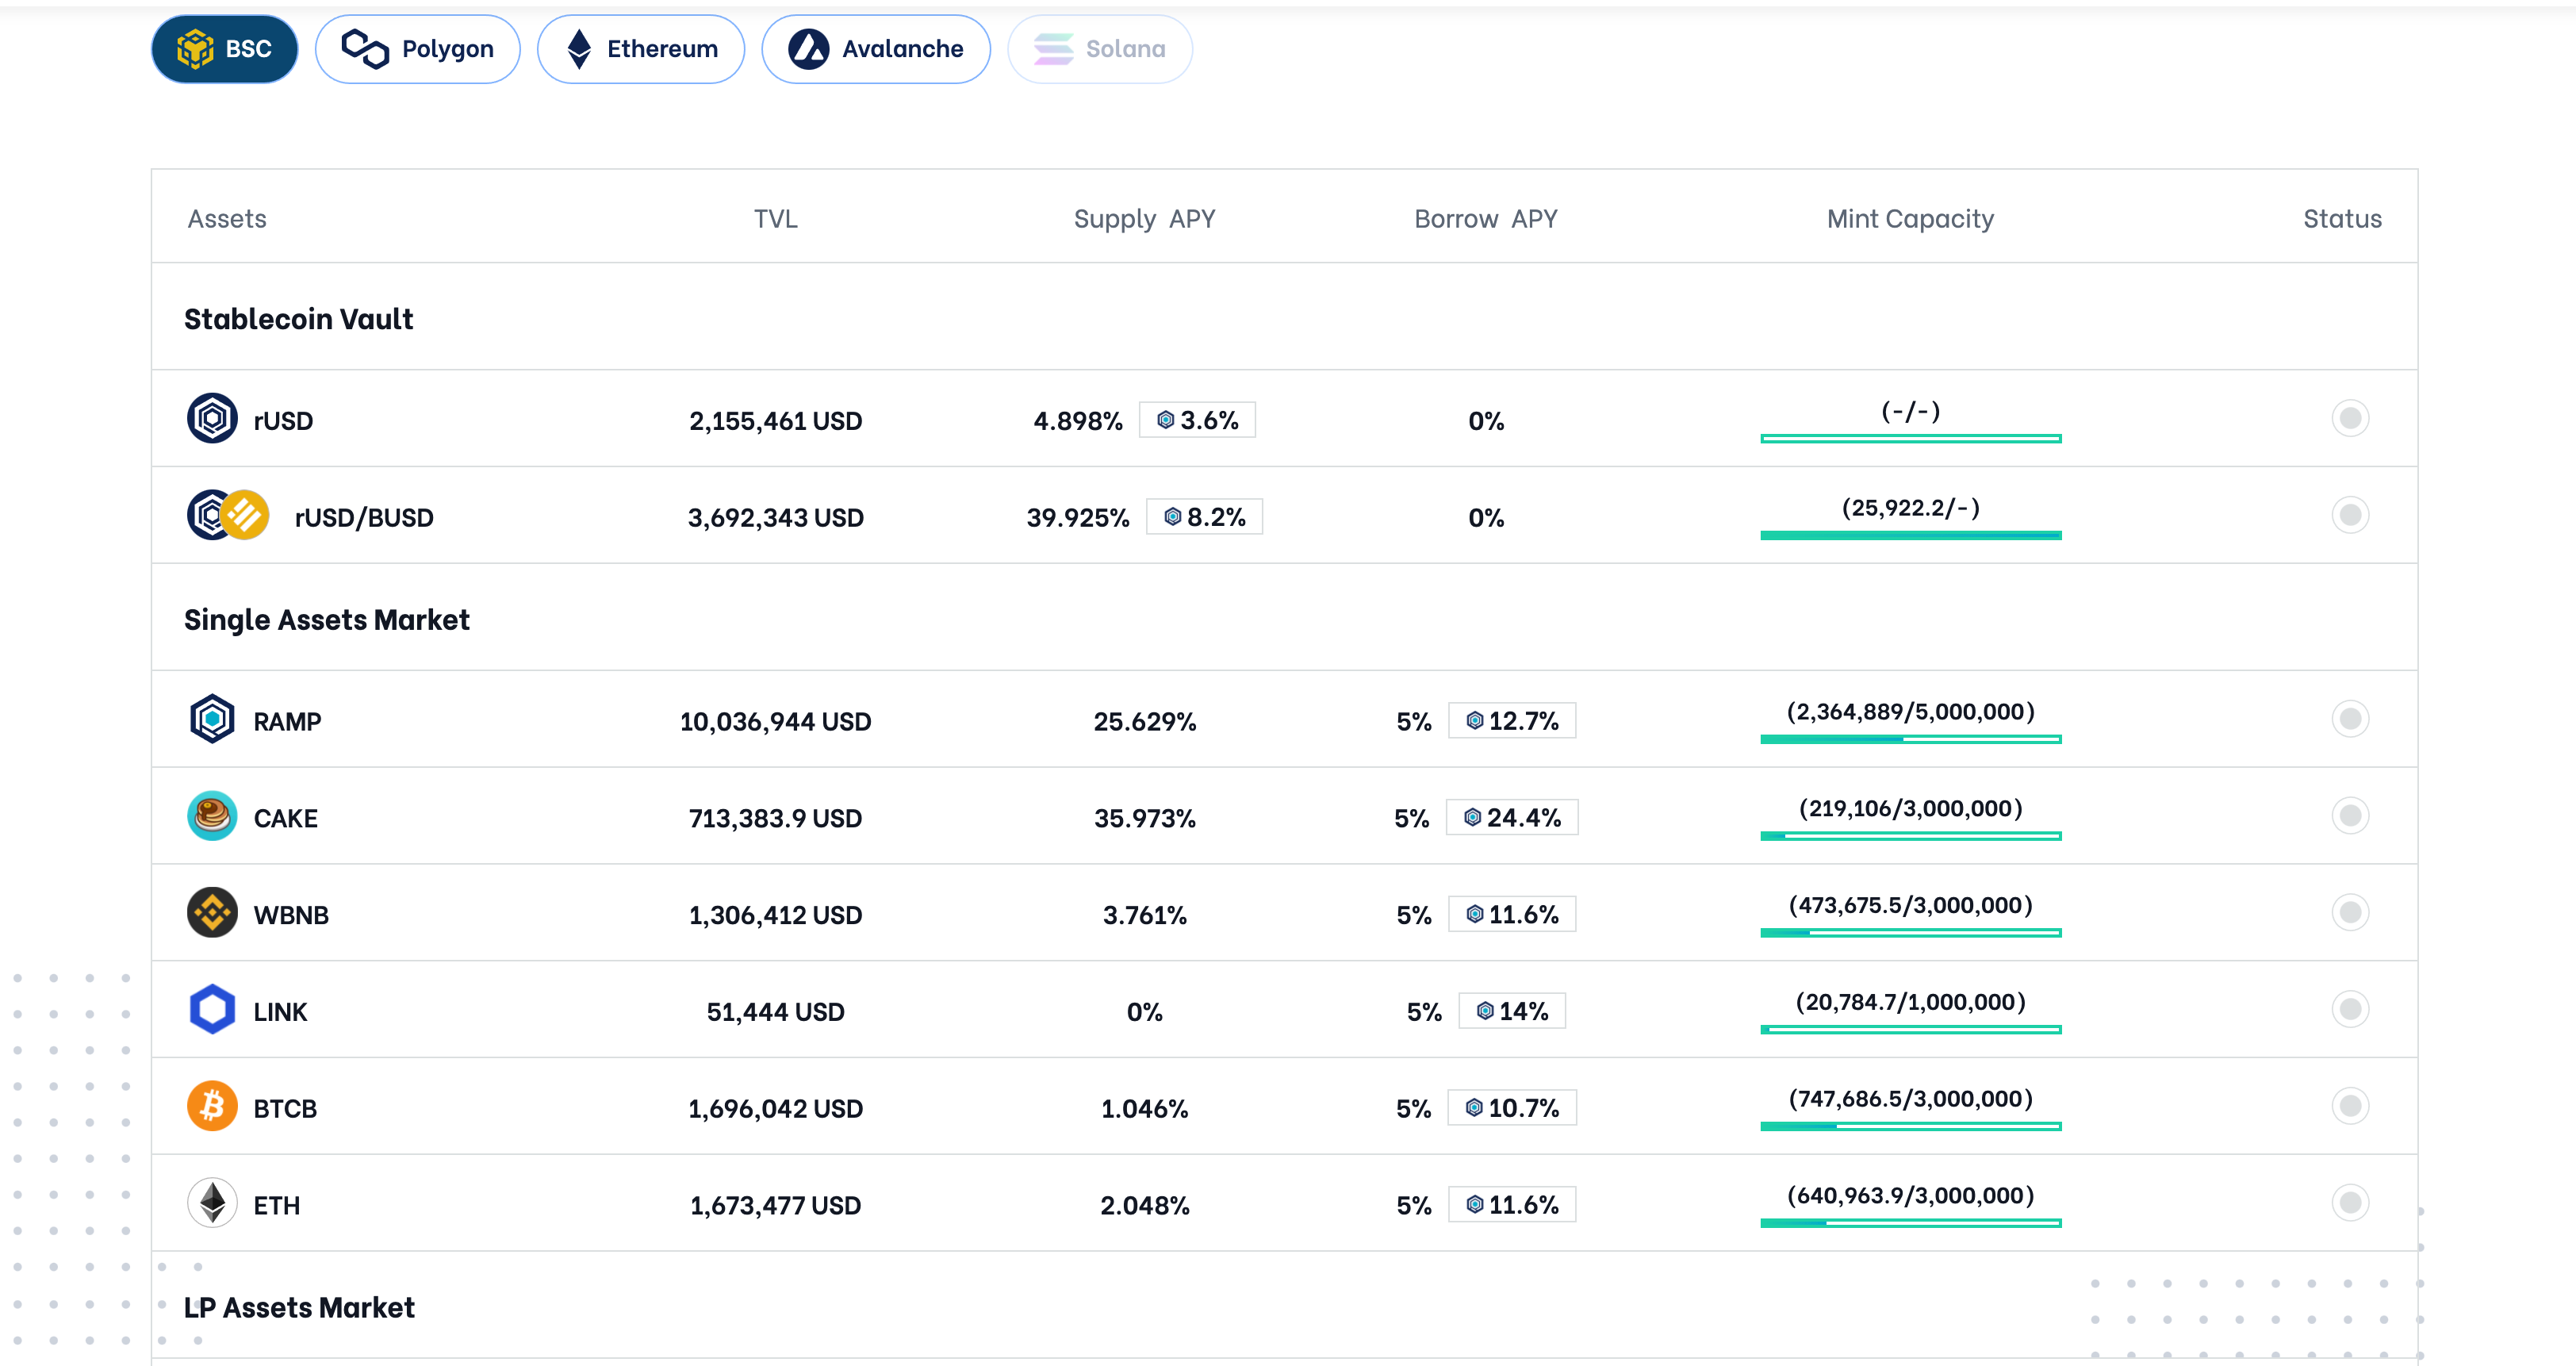 BSC Polygon Ethereum Avalanche Solana
Assets TVL Supply APY Borrow APY Mint Capacity Status
Stablecoin Vault
rUSD 2,155,461 USD 4.898% 3.6% 0% (-/-)
rUSD/BUSD 3,692,343 USD 39.925% 8.2% 0% (25,922.2/-)
Single Assets Market
RAMP 10,036,944 USD 25.629% 5% 12.7% (2,364,889/5,000,000)
CAKE 713,383.9 USD 35.973% 5% 24.4% (219,106/3,000,000)
WBNB 1,306,412 USD 3.761% 5% 11.6% (473,675.5/3,000,000)
LINK 51,444 USD 0% 5% 14% (20,784.7/1,000,000)
BTCB 1,696,042 USD 1.046% 5% 10.7% (747,686.5/3,000,000)
ETH 1,673,477 USD 2.048% 5% 11.6% (640,963.9/3,000,000)
LP Assets Market